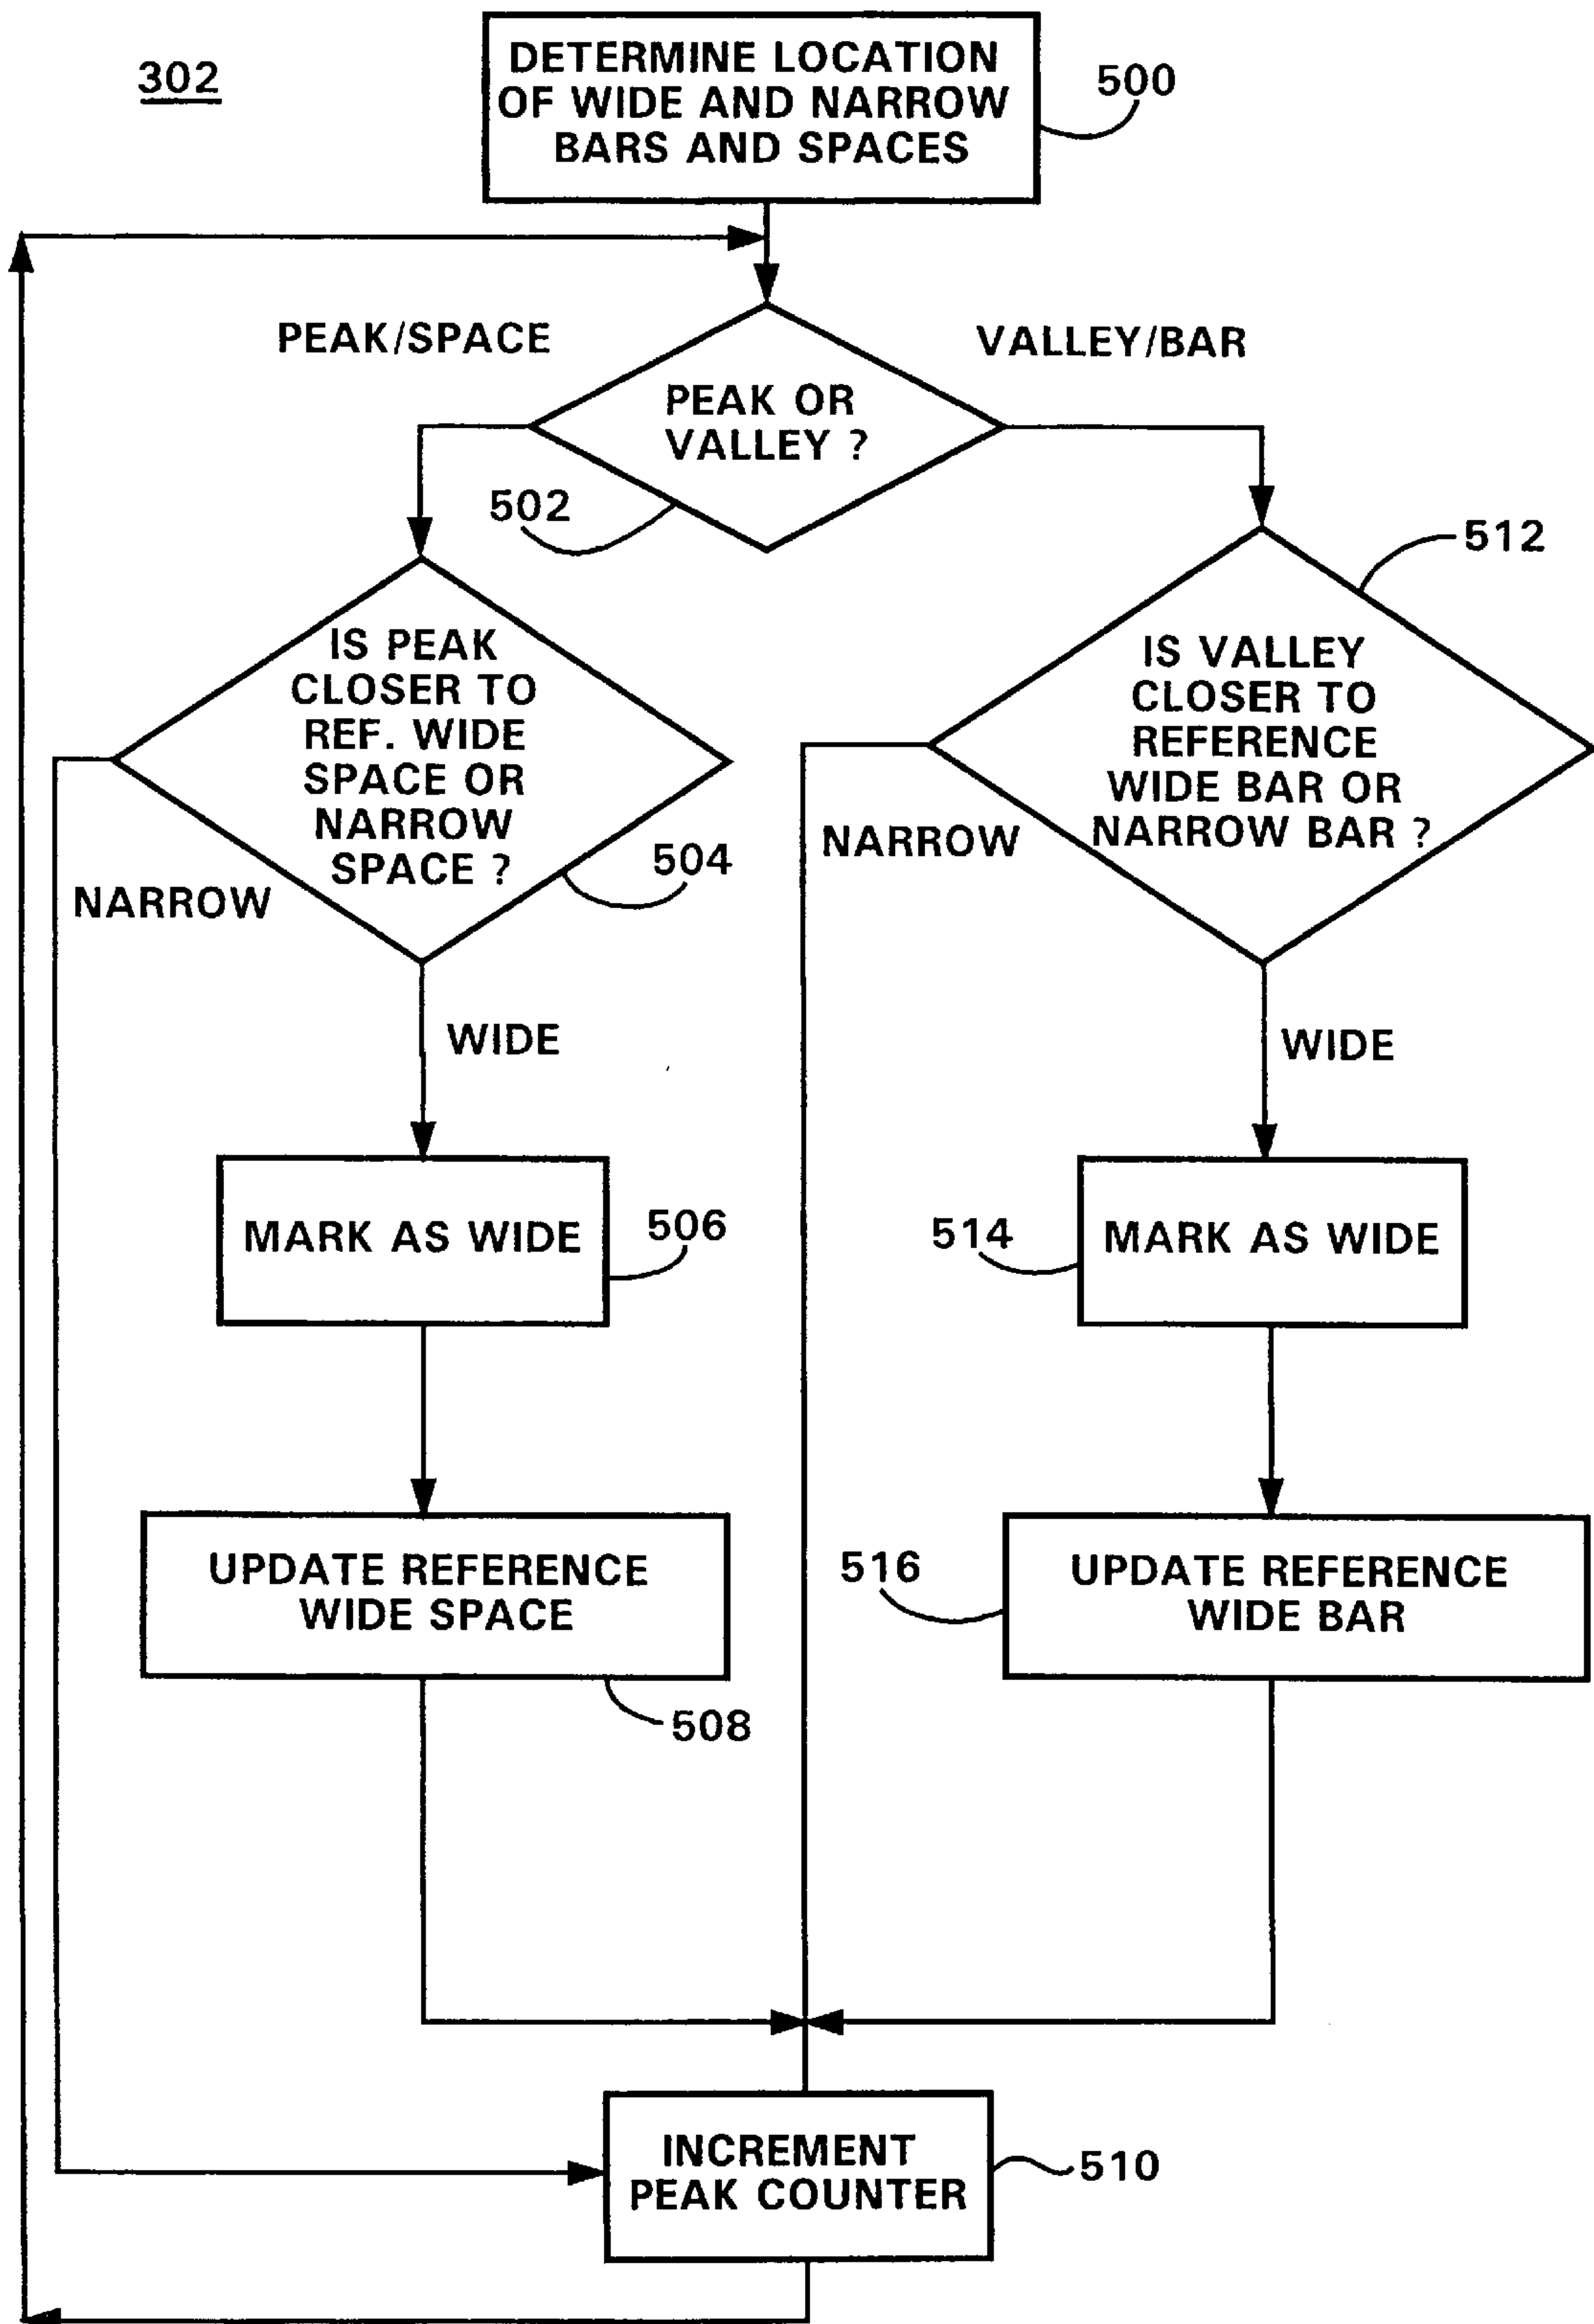 302
DETERMINE LOCATION
OF WIDE AND NARROW
BARS AND SPACES
500
PEAK/SPACE
VALLEY/BAR
PEAK OR
VALLEY ?
502
512
IS PEAK
CLOSER TO
REF. WIDE
SPACE OR
NARROW
SPACE ?
504
NARROW
IS VALLEY
CLOSER TO
REFERENCE
WIDE BAR OR
NARROW BAR ?
NARROW
WIDE
WIDE
MARK AS WIDE
506
514
MARK AS WIDE
UPDATE REFERENCE
WIDE SPACE
508
516
UPDATE REFERENCE
WIDE BAR
INCREMENT
PEAK COUNTER
510